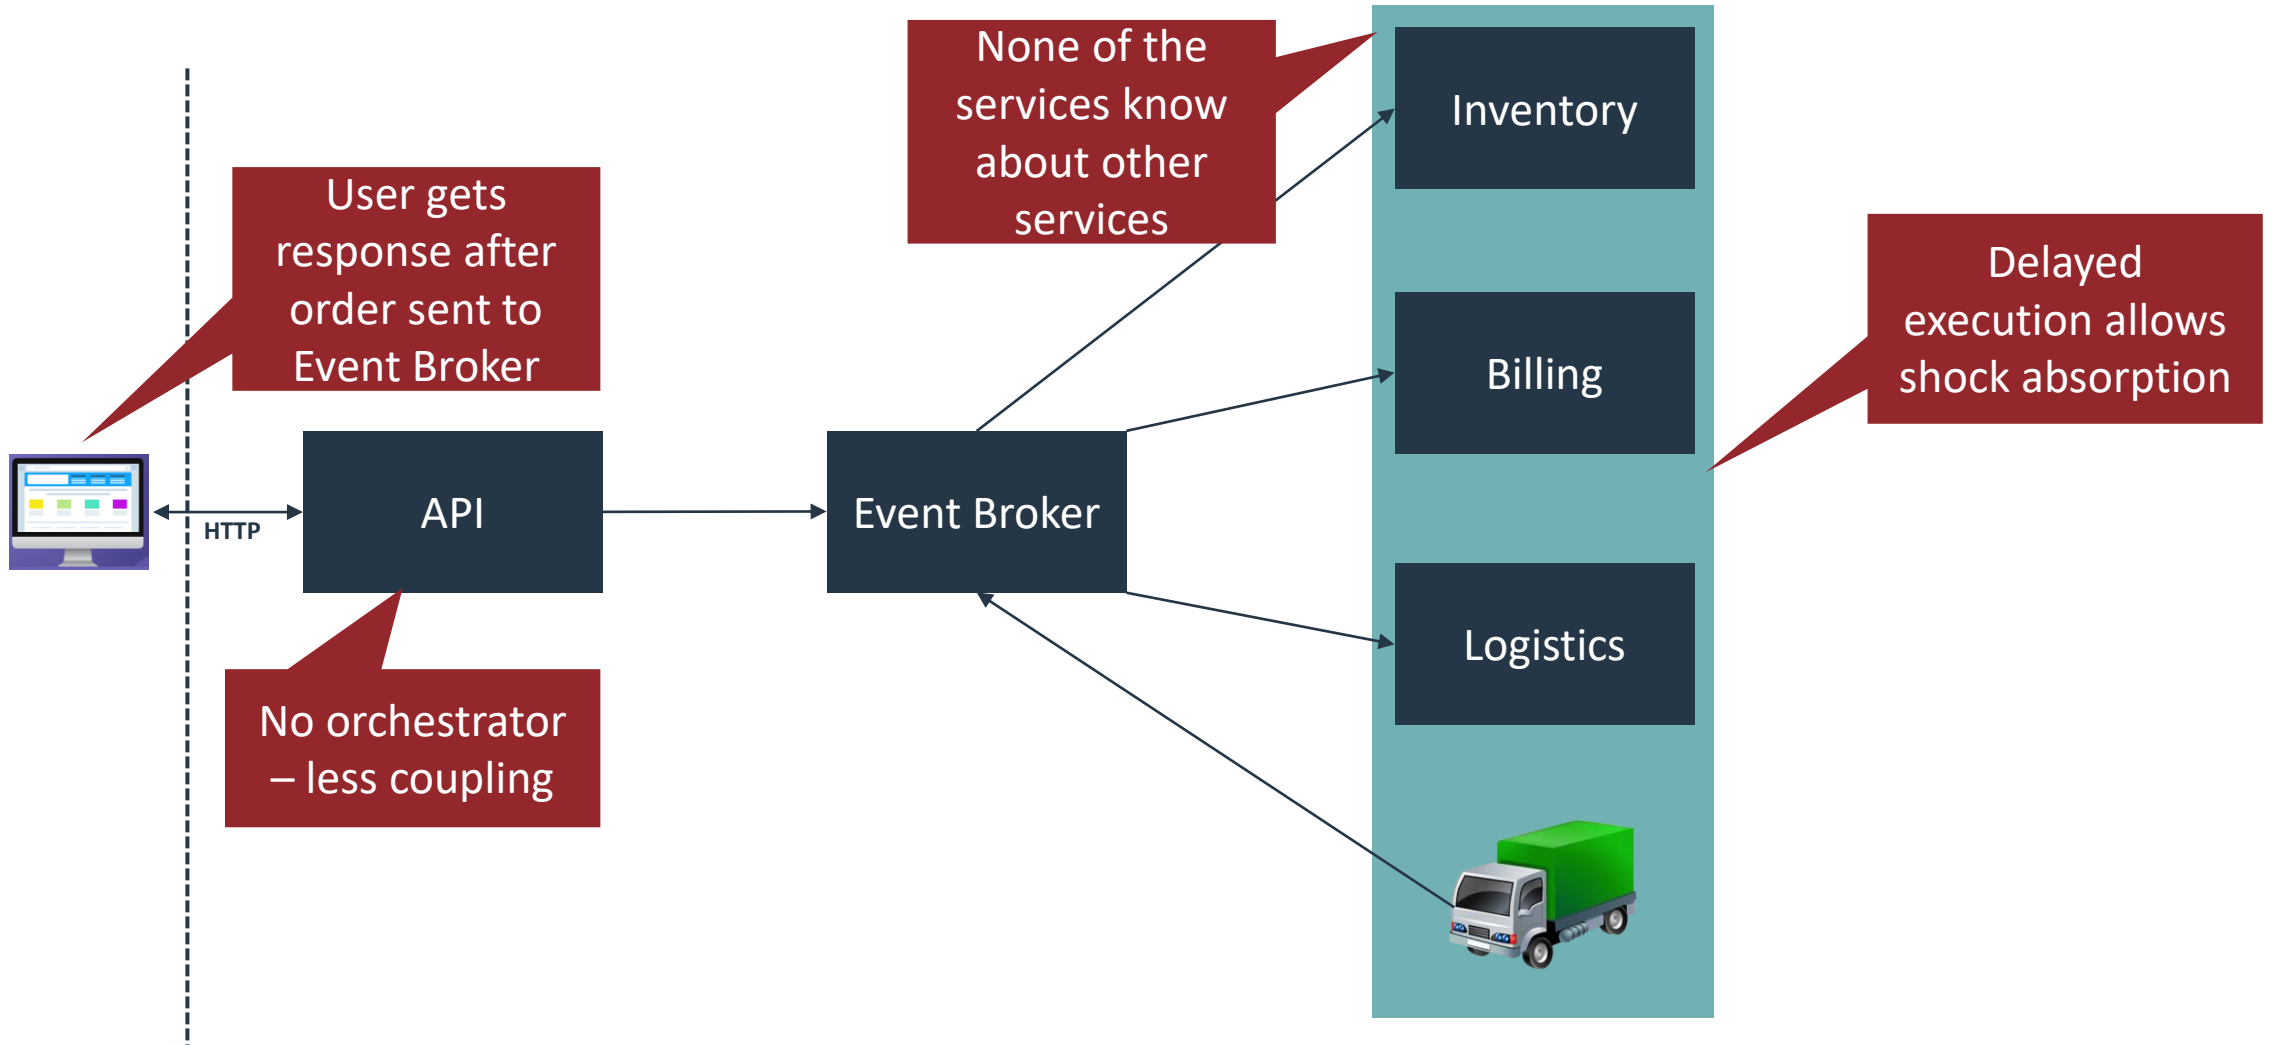 None of the
services know
about other
services
Inventory
User gets
response after
order sent to
Event Broker
Delayed
execution allows
shock absorption
Billing
HTTP
API
Event Broker
Logistics
No orchestrator
– less coupling